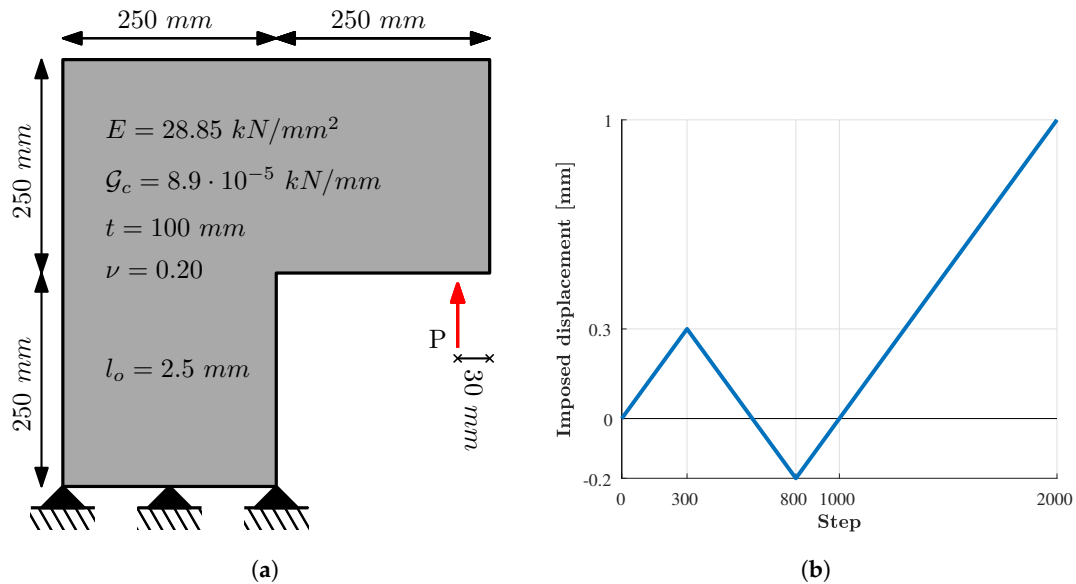 250 mm
250 mm
250 mm
250 mm
E = 28.85 kN/mm²
𝒢c = 8.9 · 10⁻⁵ kN/mm
t = 100 mm
ν = 0.20
lo = 2.5 mm
P
30 mm
(a)
Imposed displacement [mm]
1
0.3
0
-0.2
0
300
800
1000
2000
Step
(b)